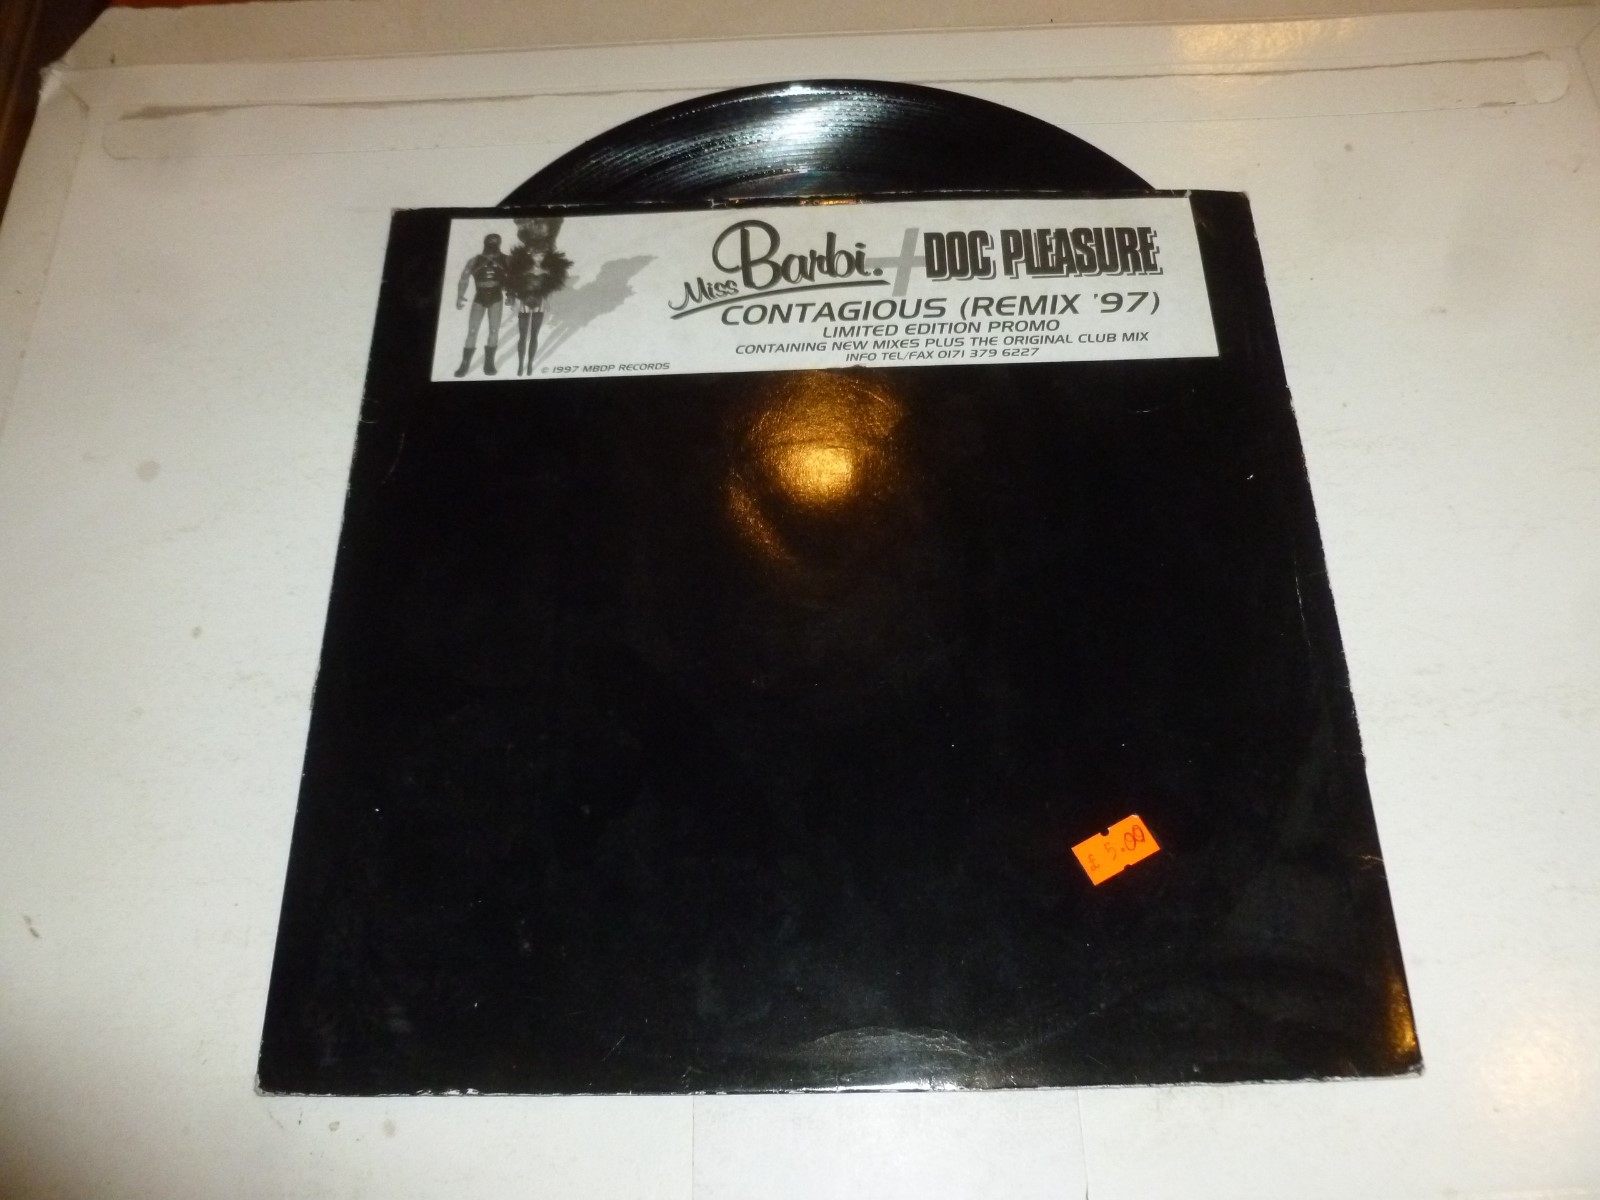 Miss Barbi. + DOC PLEASURE
CONTAGIOUS (REMIX '97)
LIMITED EDITION PROMO
CONTAINING NEW MIXES PLUS THE ORIGINAL CLUB MIX
INFO TEL/FAX 0171 379 6227
© 1997 MBDP RECORDS
£ 5.00